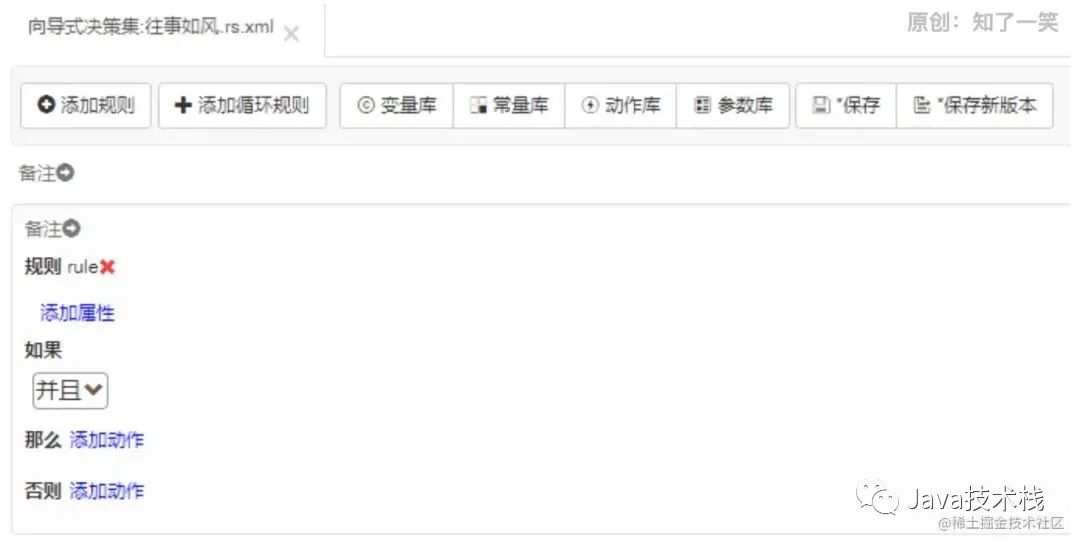 向导式决策集:往事如风.rs.xml
原创：知了一笑
添加规则 添加循环规则 变量库 常量库 动作库 参数库 *保存 *保存新版本
备注
备注
规则 rule
添加属性
如果
并且
那么 添加动作
否则 添加动作
Java技术栈
@稀土掘金技术社区